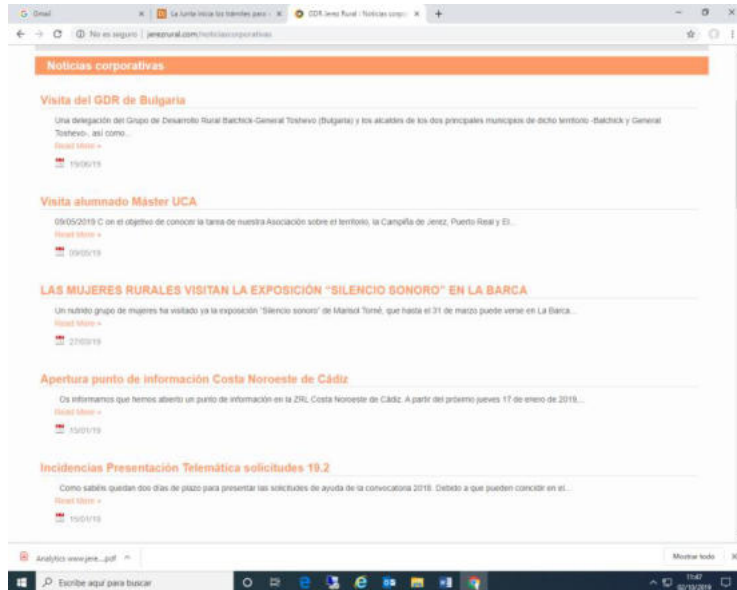 Gmail
La Junta inicia los trámites para
GDR Jerez Rural | Noticias corpo
No es seguro | jerezrural.com/noticiascorporativas
Noticias corporativas
Visita del GDR de Bulgaria
Una delegación del Grupo de Desarrollo Rural Balchick-General Toshevo (Bulgaria) y los alcaldes de los dos principales municipios de dicho territorio -Balchick y General
Toshevo-, así como...
Read More »
19/06/19
Visita alumnado Máster UCA
09/05/2019 C on el objetivo de conocer la tarea de nuestra Asociación sobre el territorio, la Campiña de Jerez, Puerto Real y El...
Read More »
09/05/19
LAS MUJERES RURALES VISITAN LA EXPOSICIÓN "SILENCIO SONORO" EN LA BARCA
Un nutrido grupo de mujeres ha visitado ya la exposición "Silencio sonoro" de Marisol Torné, que hasta el 31 de marzo puede verse en La Barca...
Read More »
27/03/19
Apertura punto de información Costa Noroeste de Cádiz
Os informamos que hemos abierto un punto de información en la ZRL Costa Noroeste de Cádiz. A partir del próximo jueves 17 de enero de 2019,...
Read More »
15/01/19
Incidencias Presentación Telemática solicitudes 19.2
Como sabéis quedan dos días de plazo para presentar las solicitudes de ayuda de la convocatoria 2018. Debido a que pueden coincidir en el...
Read More »
Analytics www.jere....pdf
Mostrar todo
Escribe aquí para buscar
11:47
02/10/2019